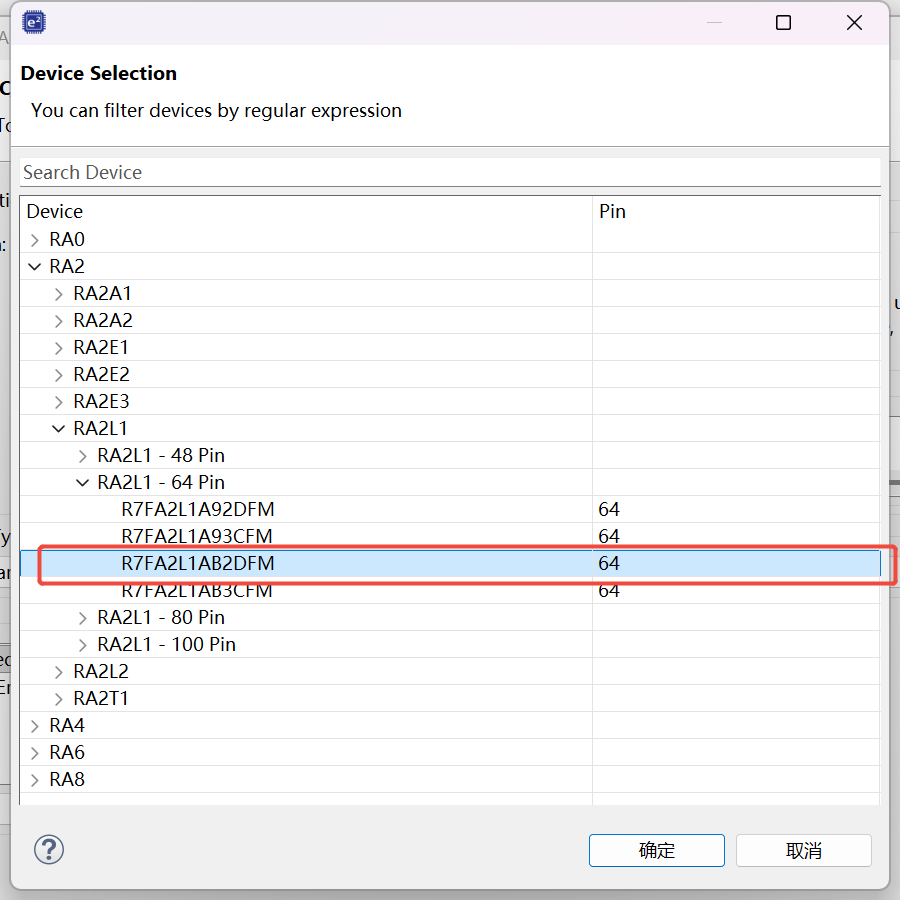 e²
Device Selection
You can filter devices by regular expression
Search Device
Device Pin
RA0
RA2
RA2A1
RA2A2
RA2E1
RA2E2
RA2E3
RA2L1
RA2L1 - 48 Pin
RA2L1 - 64 Pin
R7FA2L1A92DFM 64
R7FA2L1A93CFM 64
R7FA2L1AB2DFM 64
R7FA2L1AB3CFM 64
RA2L1 - 80 Pin
RA2L1 - 100 Pin
RA2L2
RA2T1
RA4
RA6
RA8
?
确定 取消